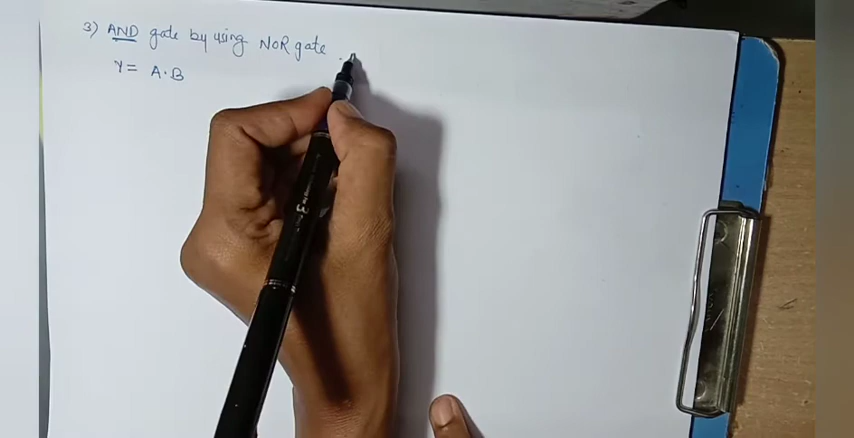 3) AND gate by using NOR gate
Y = A·B